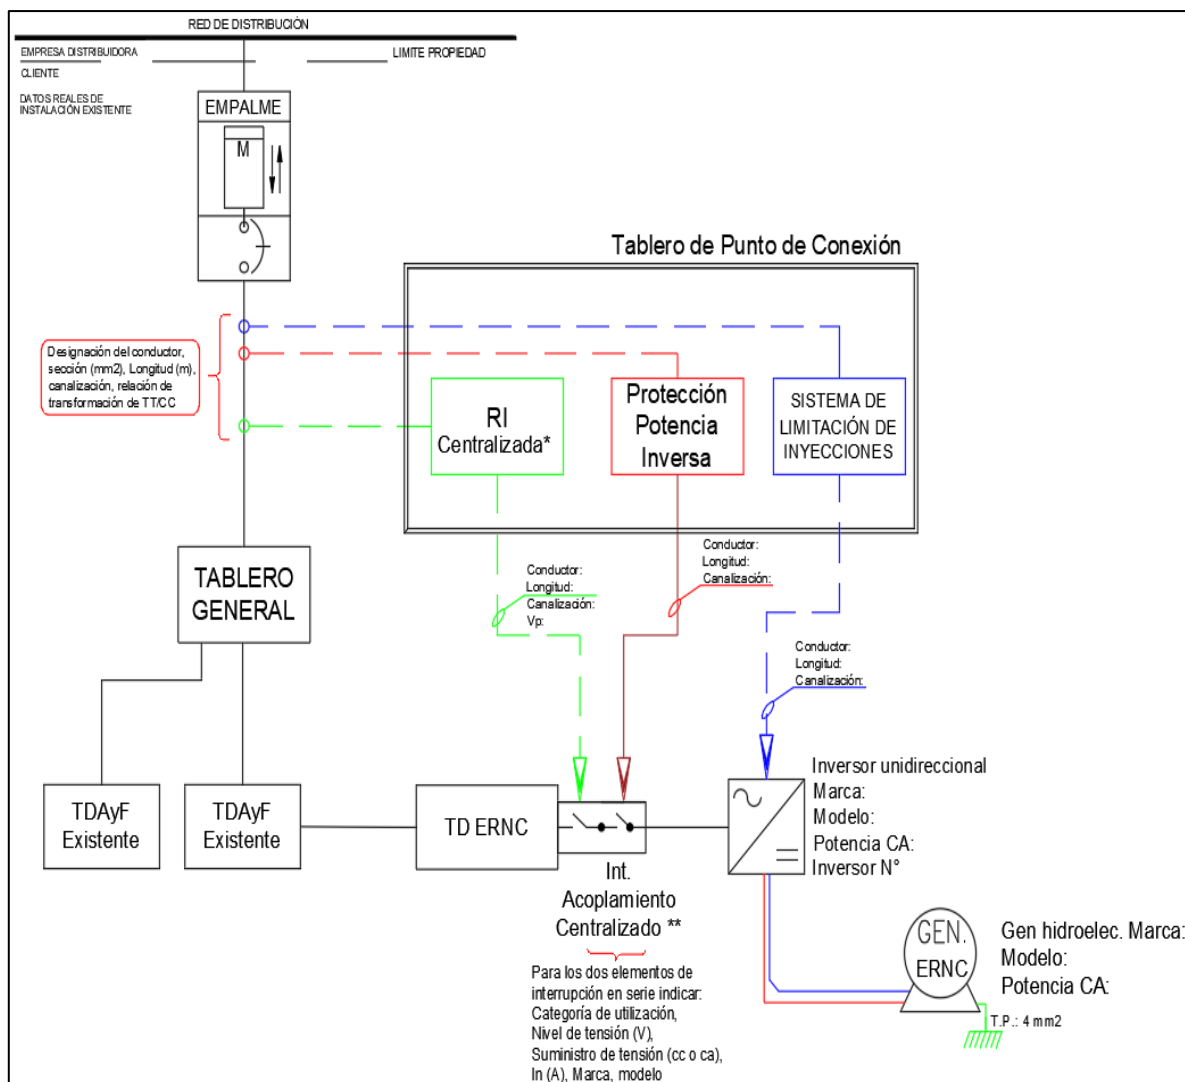 RED DE DISTRIBUCIÓN
EMPRESA DISTRIBUIDORA
LIMITE PROPIEDAD
CLIENTE
DATOS REALES DE
INSTALACIÓN EXISTENTE
EMPALME
M
Tablero de Punto de Conexión
Designación del conductor,
sección (mm2), Longitud (m),
canalización, relación de
transformación de TT/CC
RI
Centralizada*
Protección
Potencia
Inversa
SISTEMA DE
LIMITACIÓN DE
INYECCIONES
TABLERO
GENERAL
Conductor:
Longitud:
Canalización:
Vp:
Conductor:
Longitud:
Canalización:
Conductor:
Longitud:
Canalización:
TDAyF
Existente
TDAyF
Existente
TD ERNC
Int.
Acoplamiento
Centralizado **
Para los dos elementos de
interrupción en serie indicar:
Categoría de utilización,
Nivel de tensión (V),
Suministro de tensión (cc o ca),
In (A), Marca, modelo
Inversor unidireccional
Marca:
Modelo:
Potencia CA:
Inversor N°
GEN.
ERNC
Gen hidroelec. Marca:
Modelo:
Potencia CA:
T.P.: 4 mm2